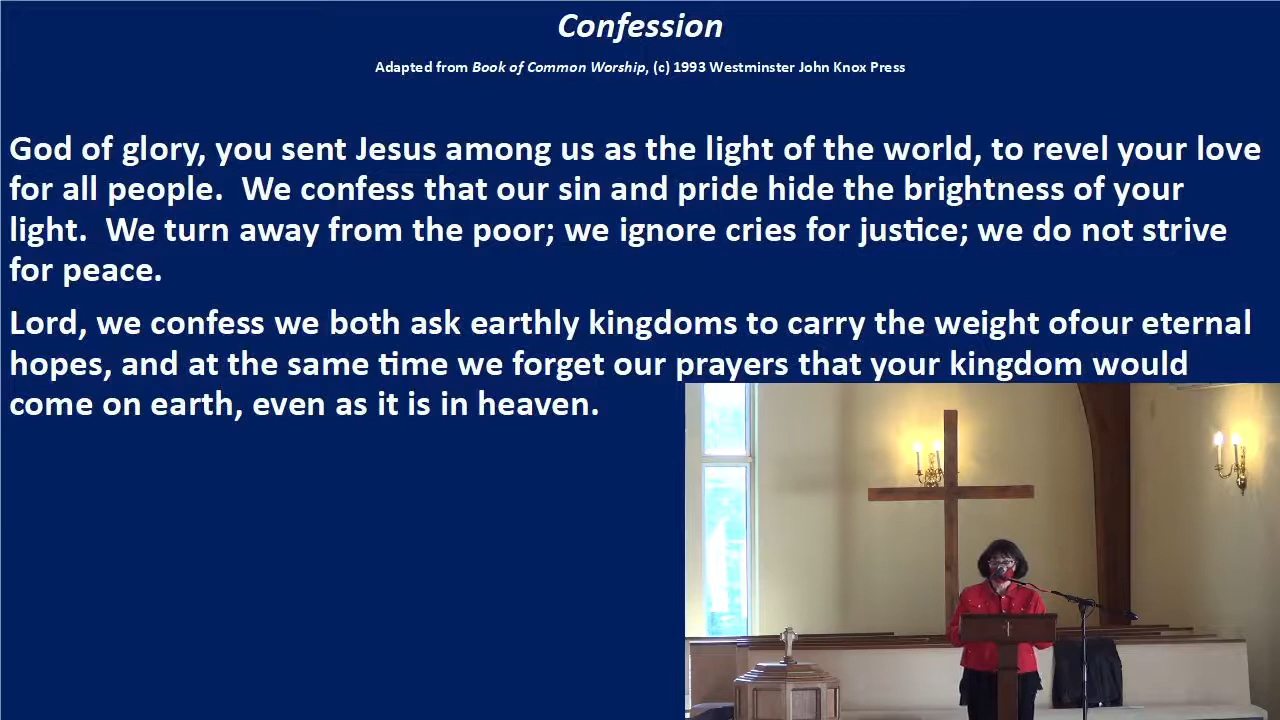 Confession
Adapted from Book of Common Worship, (c) 1993 Westminster John Knox Press
God of glory, you sent Jesus among us as the light of the world, to revel your love
for all people.  We confess that our sin and pride hide the brightness of your
light.  We turn away from the poor; we ignore cries for justice; we do not strive
for peace.
Lord, we confess we both ask earthly kingdoms to carry the weight ofour eternal
hopes, and at the same time we forget our prayers that your kingdom would
come on earth, even as it is in heaven.